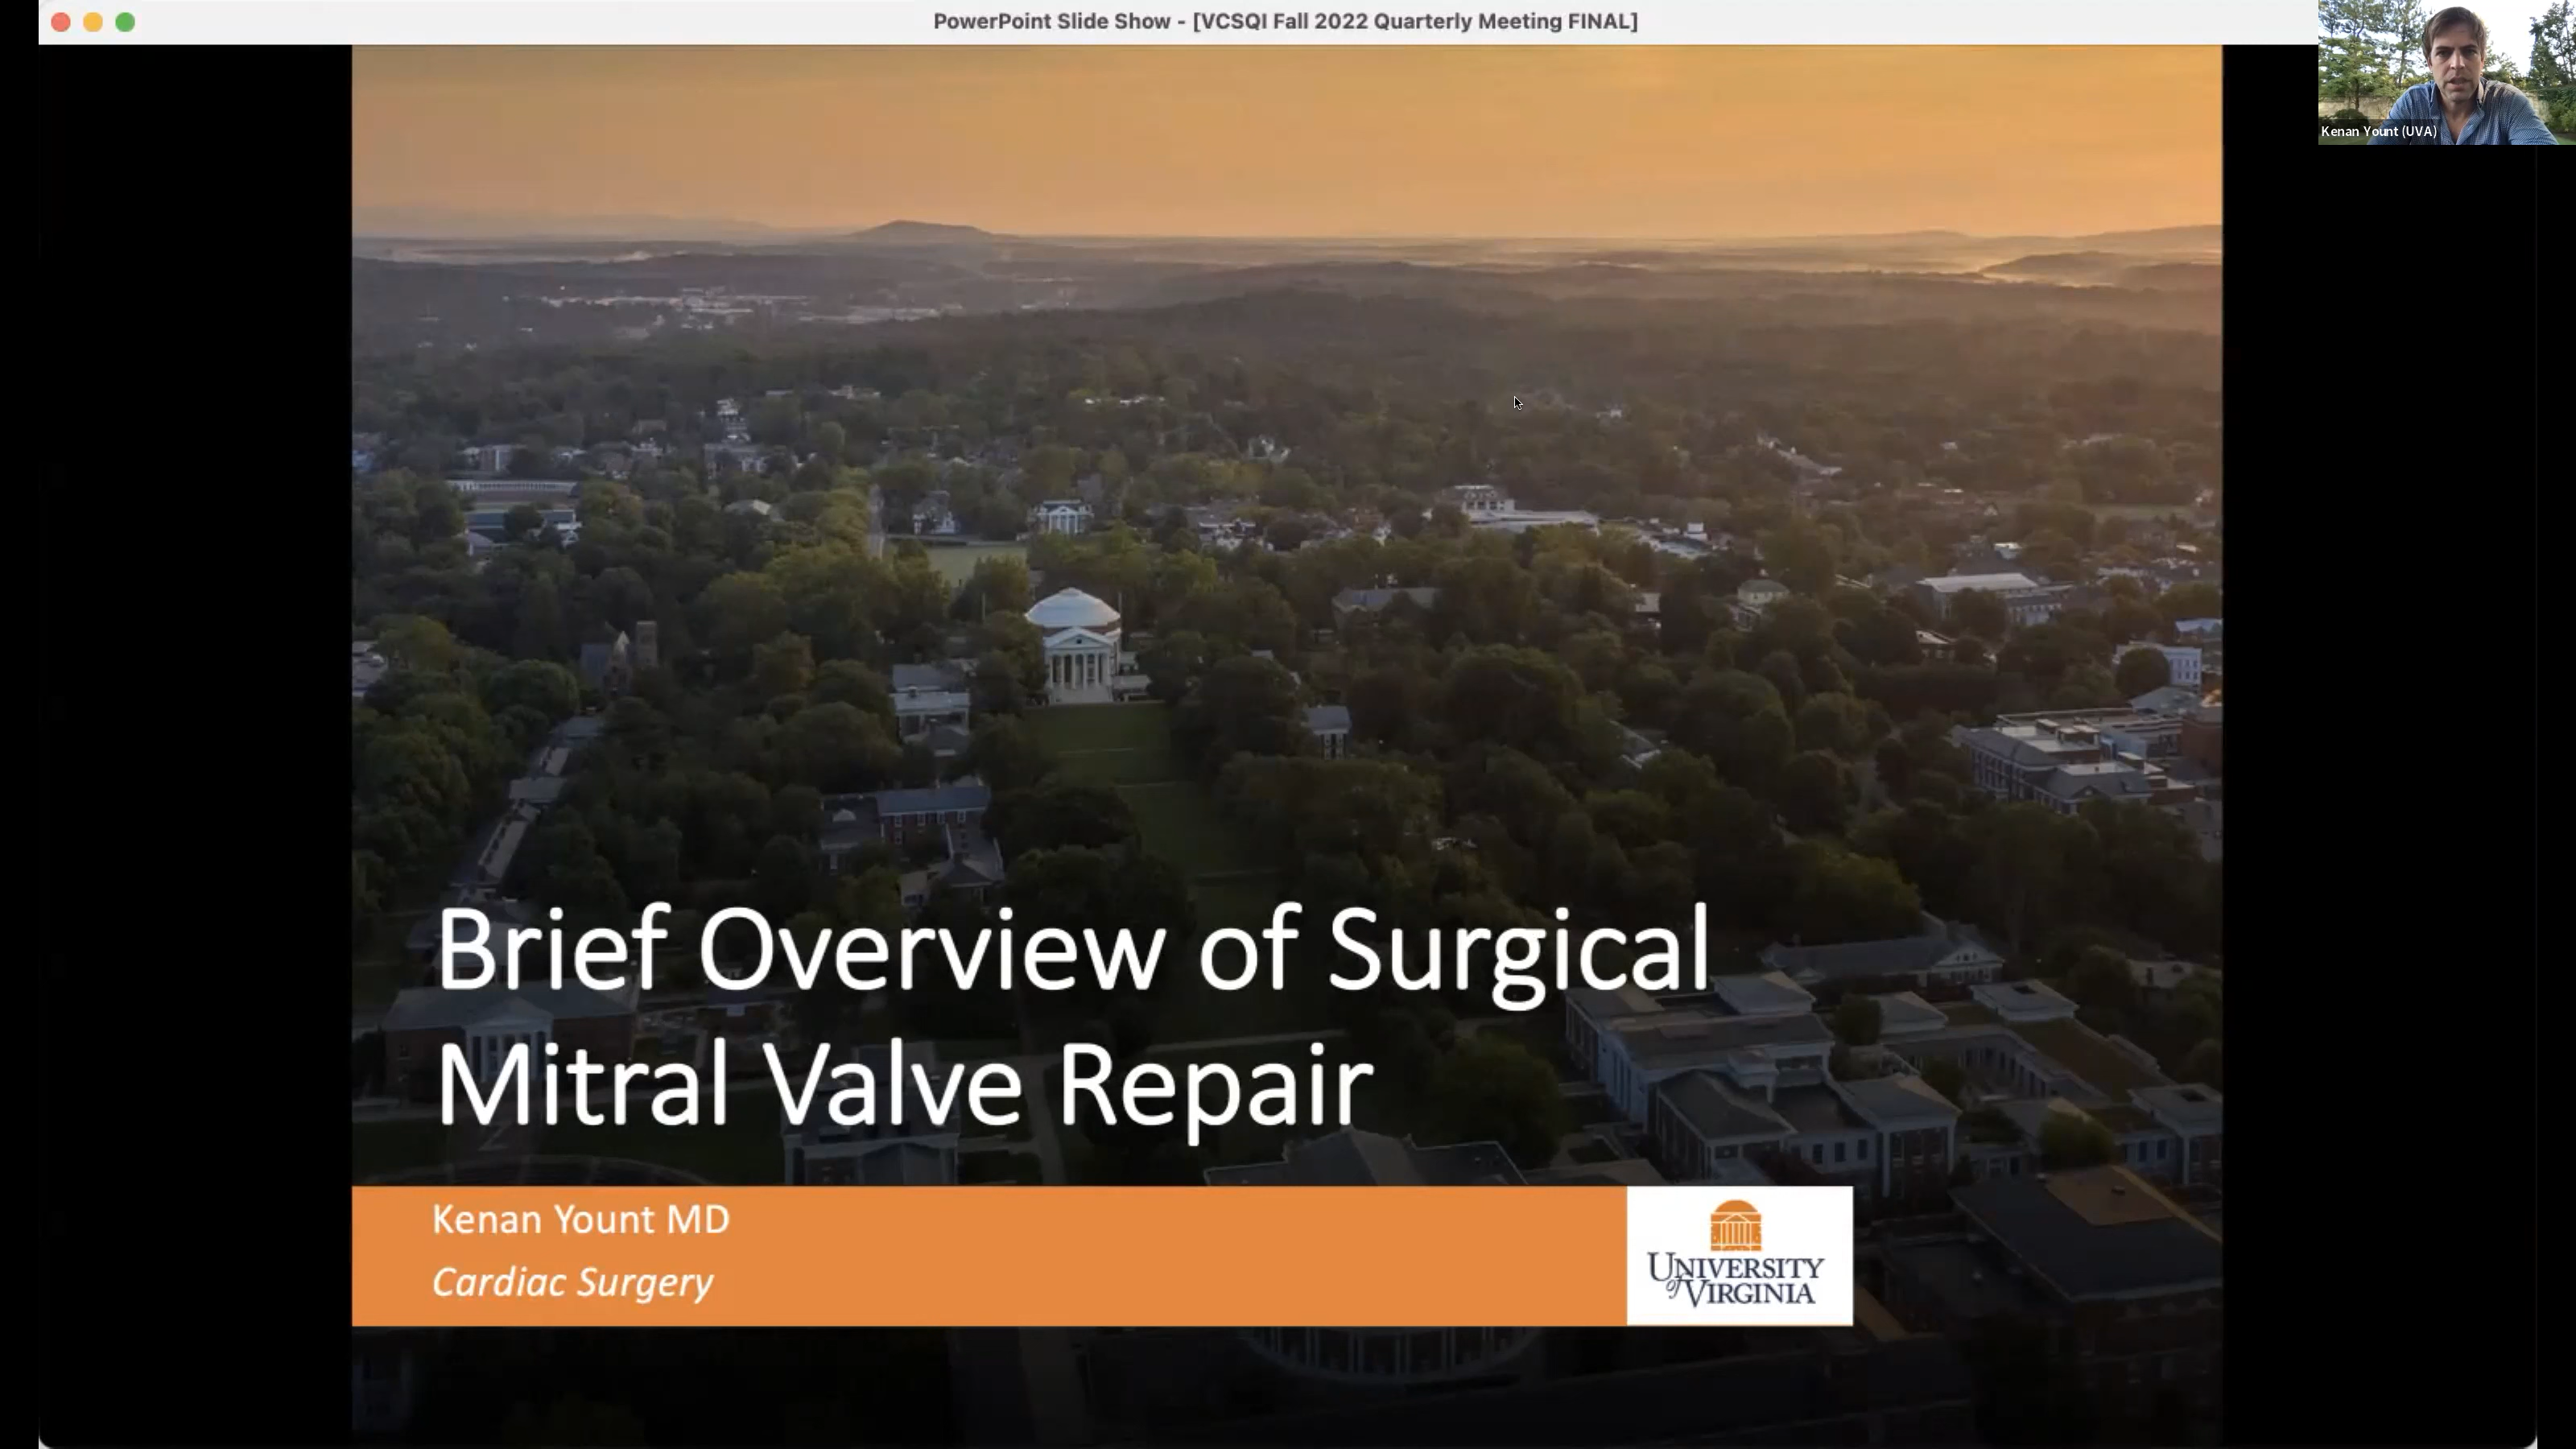 PowerPoint Slide Show - [VCSQI Fall 2022 Quarterly Meeting FINAL]
Kenan Yount (UVA)
Brief Overview of Surgical
Mitral Valve Repair
Kenan Yount MD
Cardiac Surgery
UNIVERSITY
of VIRGINIA